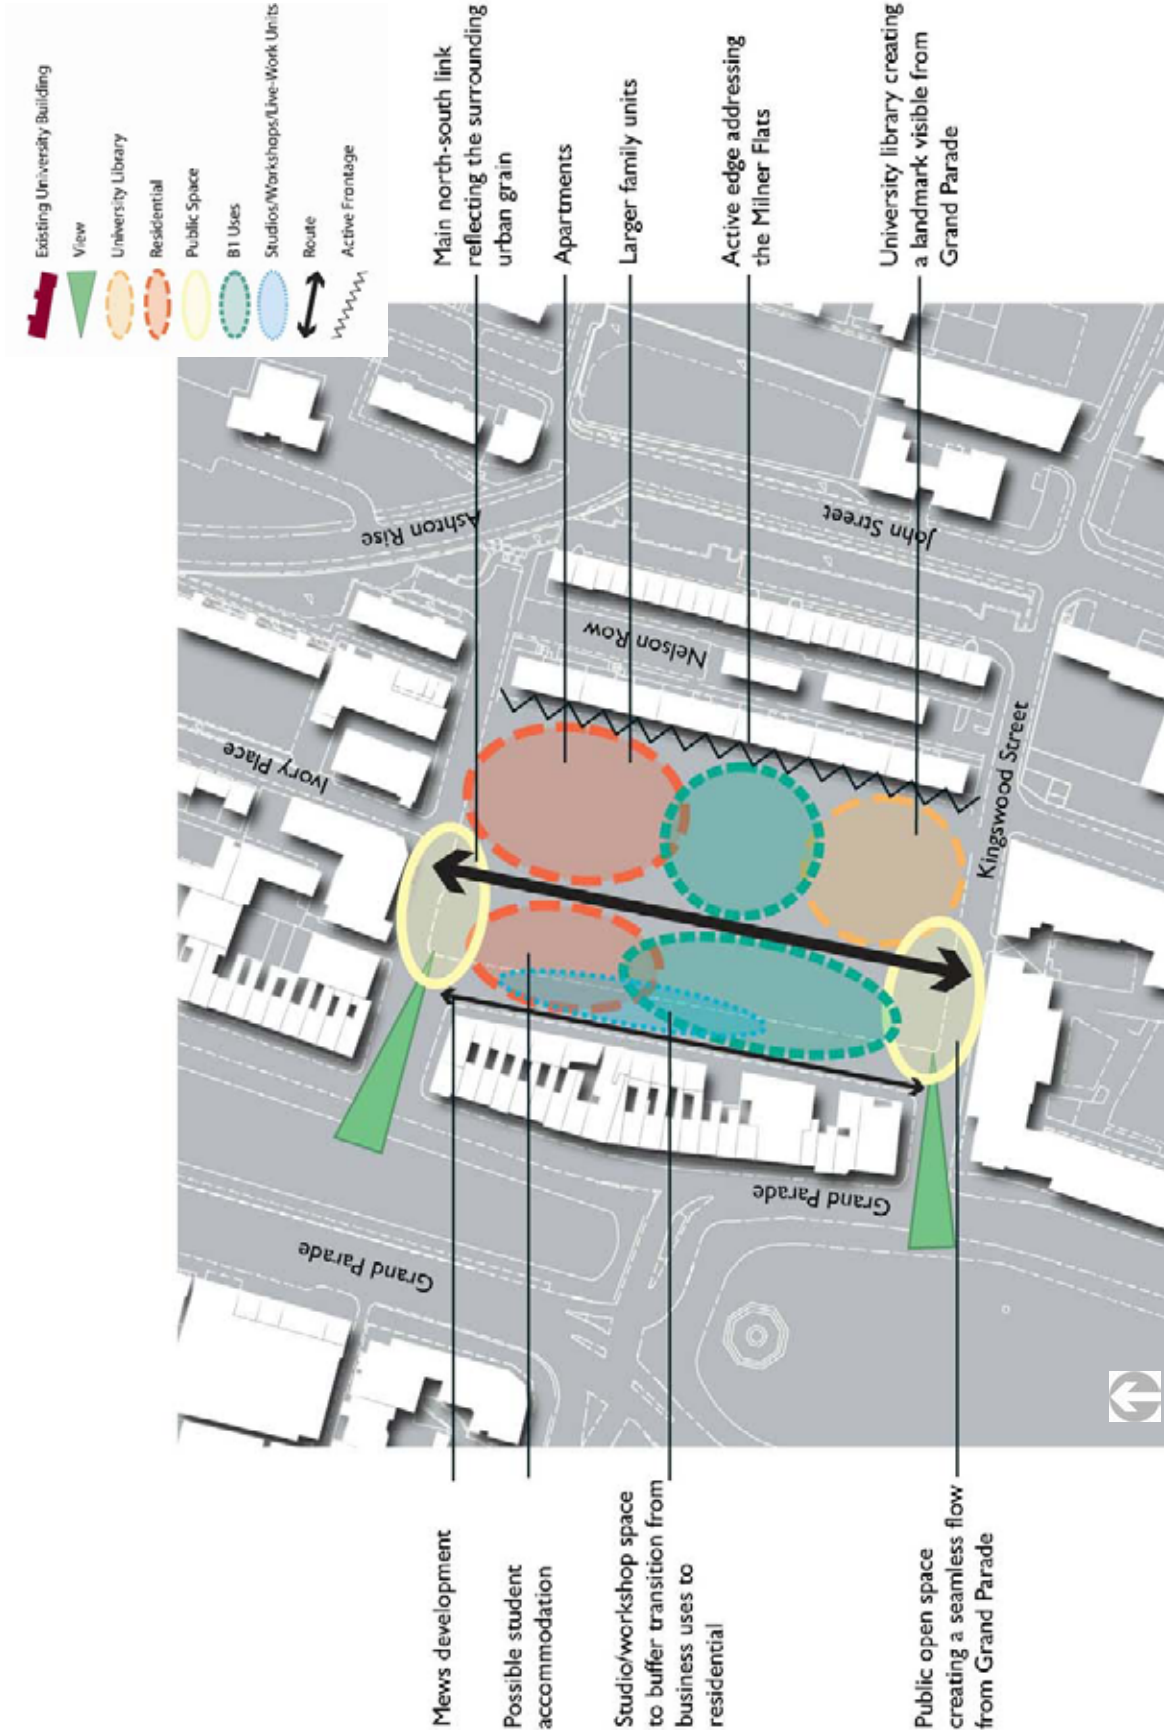 Existing University Building
View
University Library
Residential
Public Space
B1 Uses
Studios/Workshops/Live-Work Units
Route
Active Frontage
Main north-south link
reflecting the surrounding
urban grain
Apartments
Larger family units
Active edge addressing
the Milner Flats
University library creating
a landmark visible from
Grand Parade
Ashton Rise
John Street
Nelson Row
Ivory Place
Kingswood Street
Grand Parade
Grand Parade
Mews development
Possible student
accommodation
Studio/workshop space
to buffer transition from
business uses to
residential
Public open space
creating a seamless flow
from Grand Parade